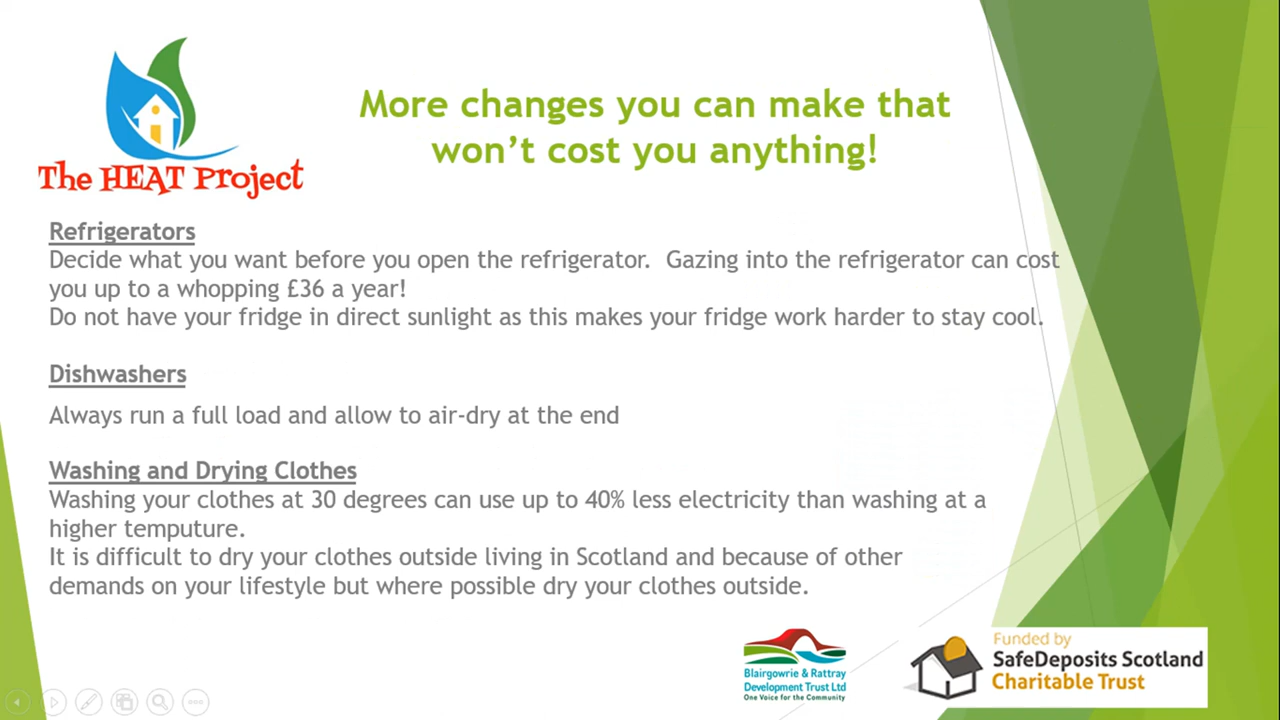 The HEAT Project
More changes you can make that
won't cost you anything!
Refrigerators
Decide what you want before you open the refrigerator.  Gazing into the refrigerator can cost
you up to a whopping £36 a year!
Do not have your fridge in direct sunlight as this makes your fridge work harder to stay cool.
Dishwashers
Always run a full load and allow to air-dry at the end
Washing and Drying Clothes
Washing your clothes at 30 degrees can use up to 40% less electricity than washing at a
higher temputure.
It is difficult to dry your clothes outside living in Scotland and because of other
demands on your lifestyle but where possible dry your clothes outside.
Blairgowrie & Rattray
Development Trust Ltd
One Voice for the Community
Funded by
SafeDeposits Scotland
Charitable Trust